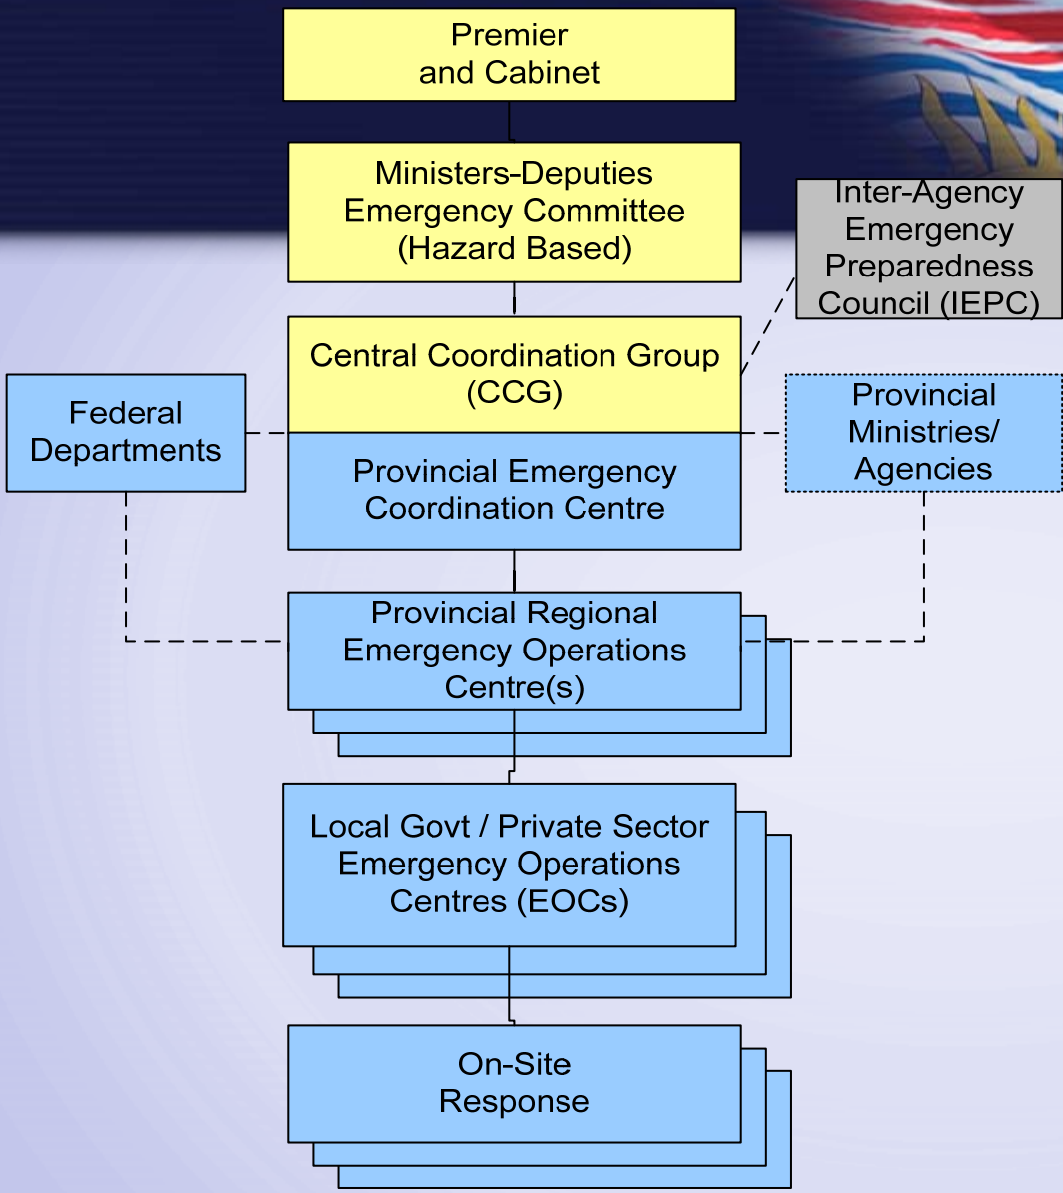 Premier
and Cabinet
Ministers-Deputies
Emergency Committee
(Hazard Based)
Inter-Agency
Emergency
Preparedness
Council (IEPC)
Central Coordination Group
(CCG)
Federal
Departments
Provincial
Ministries/
Agencies
Provincial Emergency
Coordination Centre
Provincial Regional
Emergency Operations
Centre(s)
Local Govt / Private Sector
Emergency Operations
Centres (EOCs)
On-Site
Response